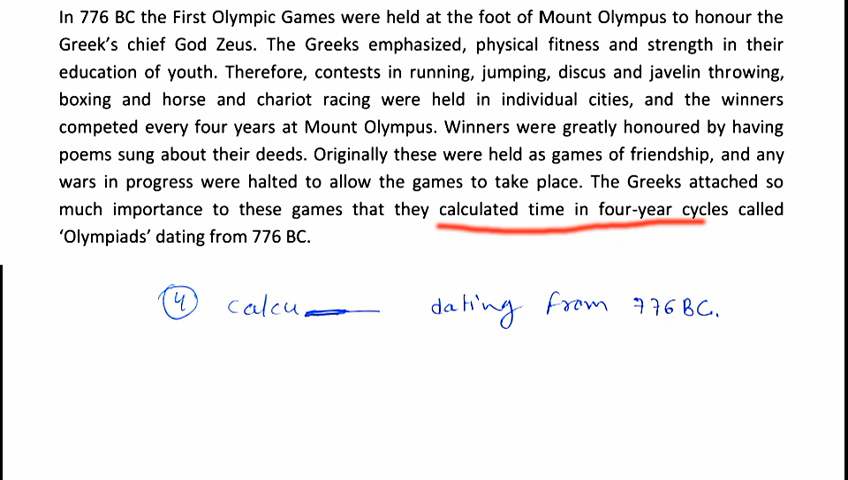 In 776 BC the First Olympic Games were held at the foot of Mount Olympus to honour the
Greek's chief God Zeus. The Greeks emphasized, physical fitness and strength in their
education of youth. Therefore, contests in running, jumping, discus and javelin throwing,
boxing and horse and chariot racing were held in individual cities, and the winners
competed every four years at Mount Olympus. Winners were greatly honoured by having
poems sung about their deeds. Originally these were held as games of friendship, and any
wars in progress were halted to allow the games to take place. The Greeks attached so
much importance to these games that they calculated time in four-year cycles called
‘Olympiads’ dating from 776 BC.
4 calcu dating from 776 BC.